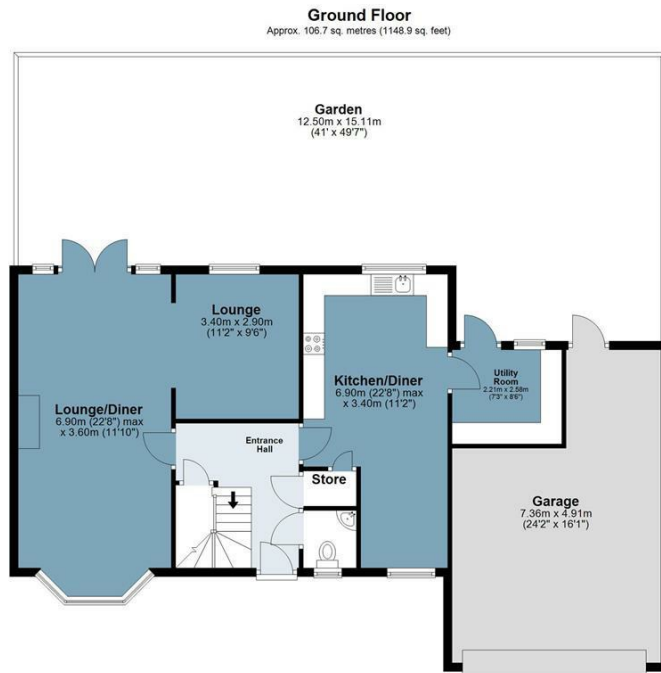 Ground Floor
Approx. 106.7 sq. metres (1148.9 sq. feet)
Garden
12.50m x 15.11m
(41' x 49'7")
Lounge
3.40m x 2.90m
(11'2" x 9'6")
Kitchen/Diner
6.90m (22'8") max
x 3.40m (11'2")
Utility
Room
2.21m x 2.58m
(7'3" x 8'6")
Lounge/Diner
6.90m (22'8") max
x 3.60m (11'10")
Entrance
Hall
Store
Garage
7.36m x 4.91m
(24'2" x 16'1")